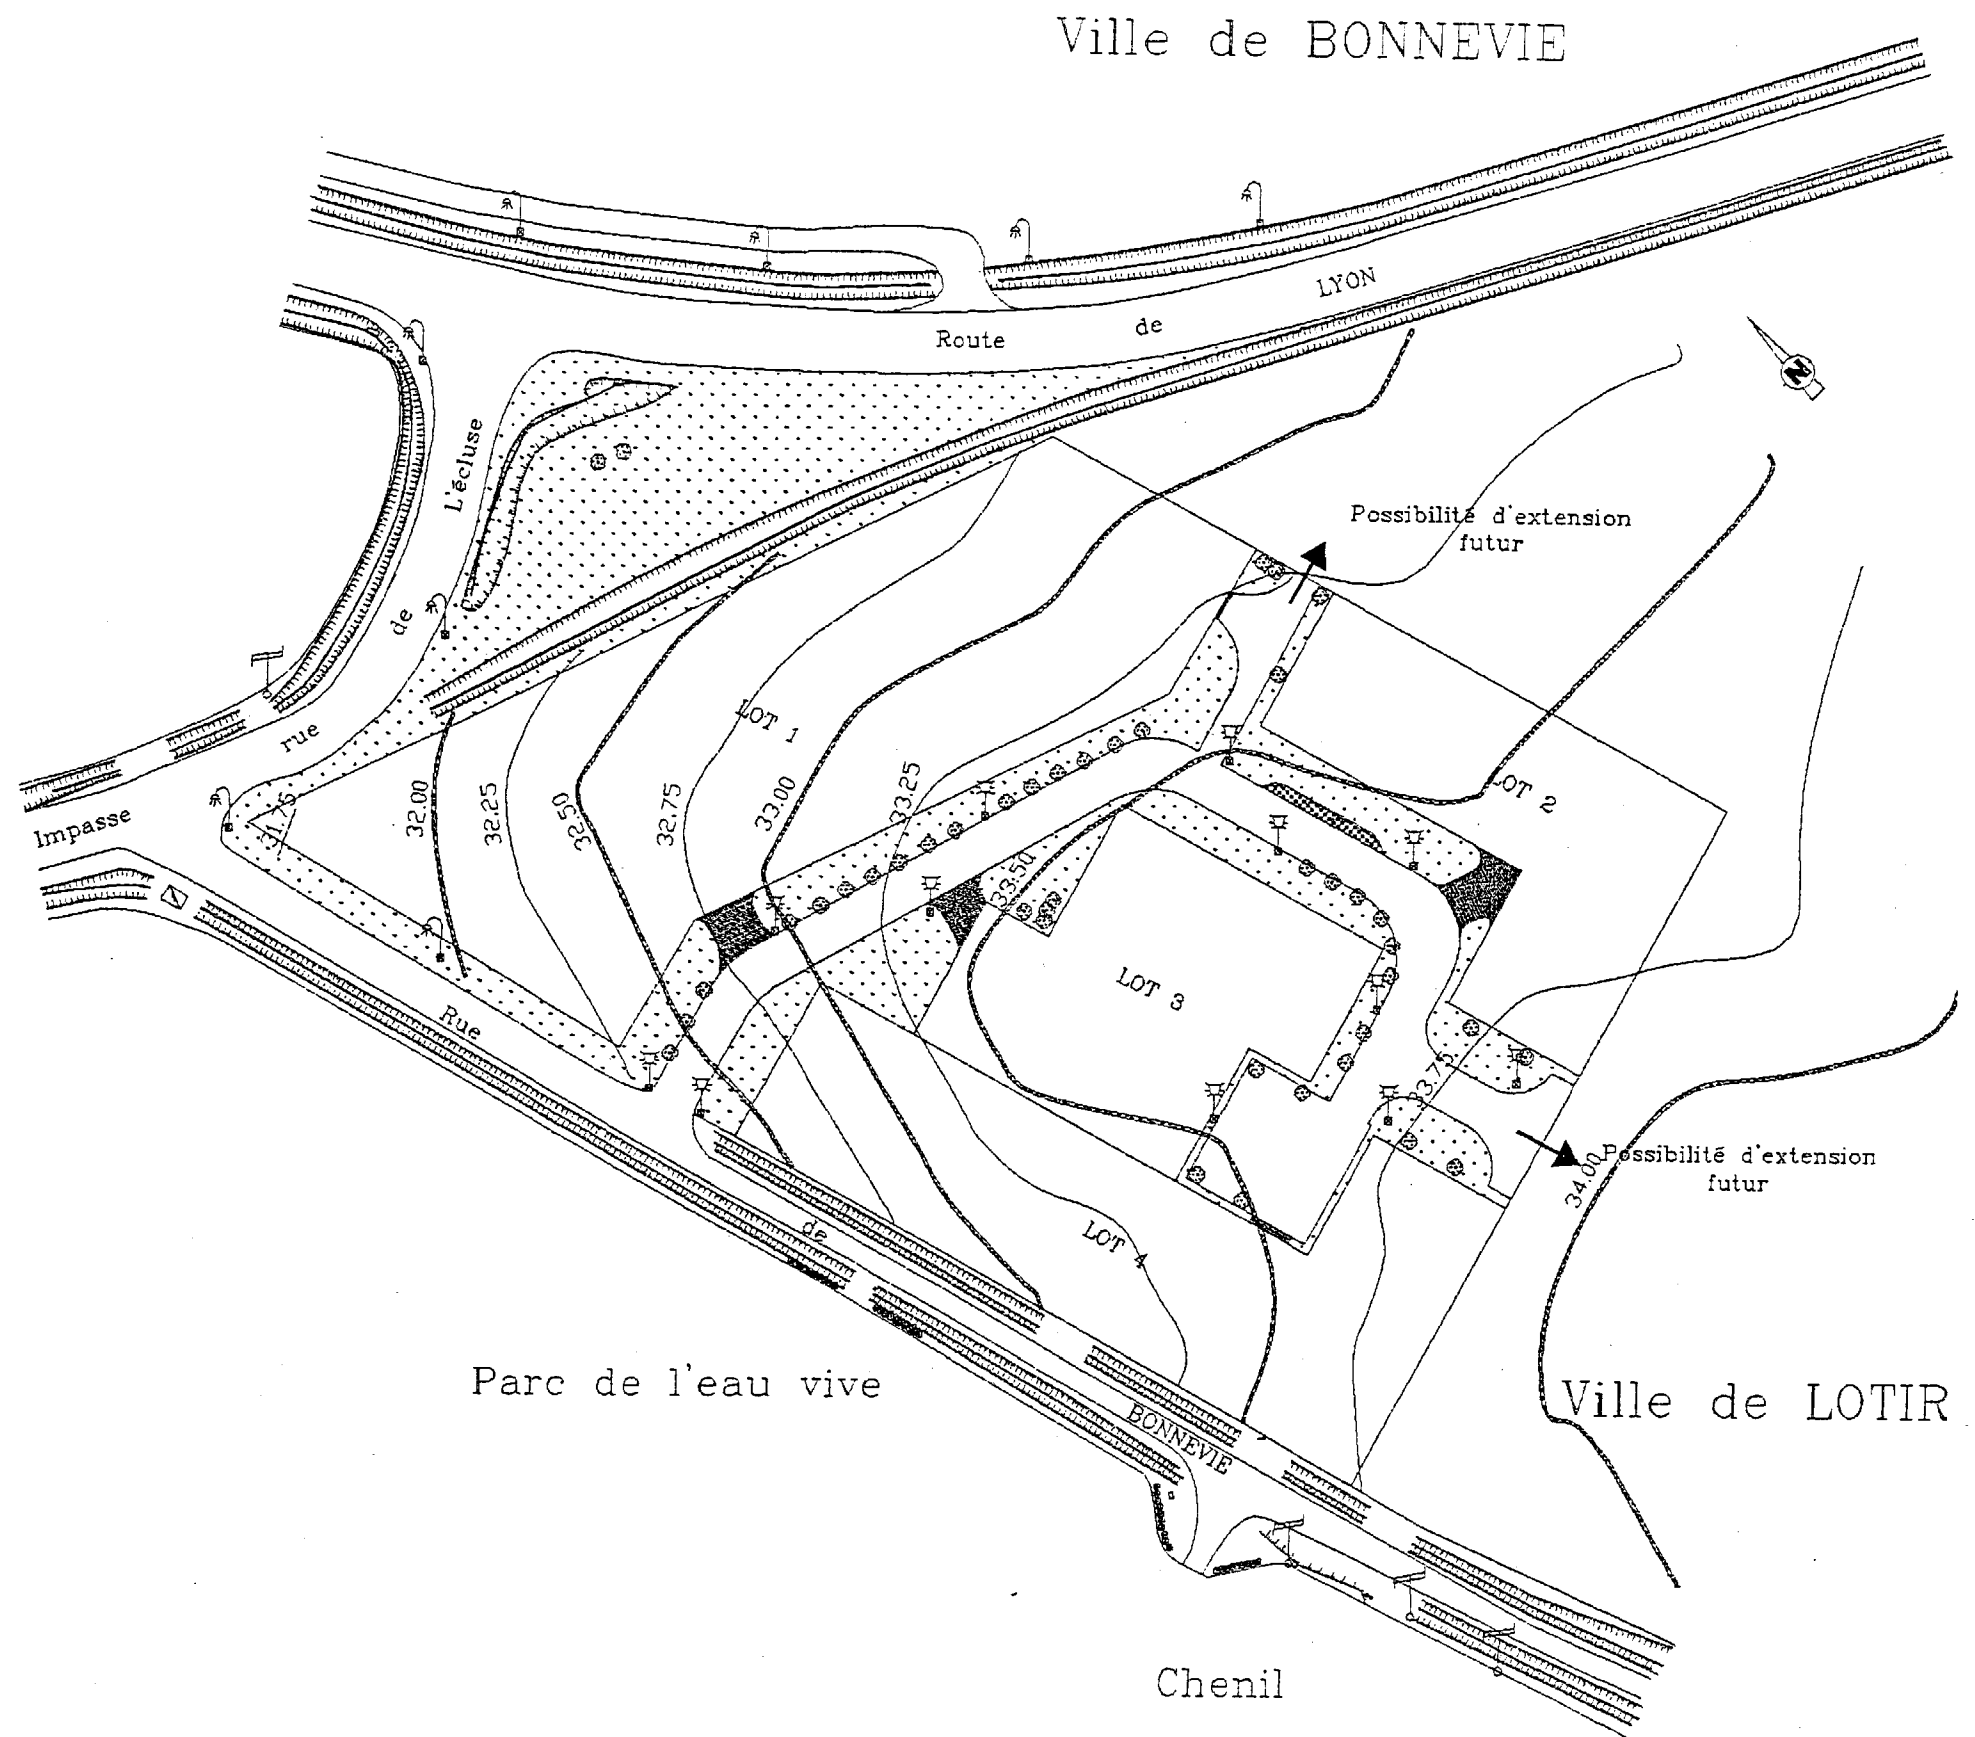 Ville de BONNEVIE
LYON
de
Route
N
L'écluse
Possibilité d'extension
futur
de
rue
LOT 1
LOT 2
Impasse
31.75
32.00
32.25
32.50
32.75
33.00
33.25
33.50
LOT 3
Rue
33.75
Possibilité d'extension
futur
34.00
de
LOT 4
Parc de l'eau vive
Ville de LOTIR
BONNEVIE
Chenil